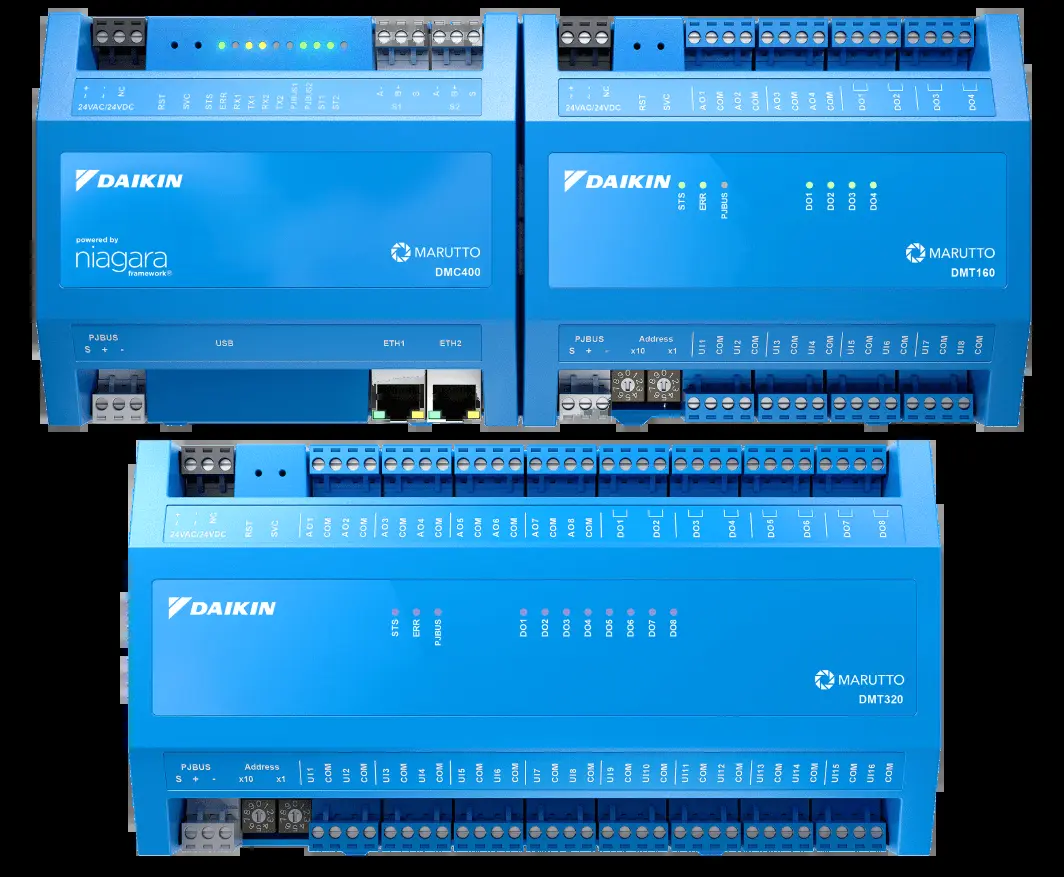 - +
- -
NC
24VAC/24VDC
RST
SVC
STS
ERR
RX1
TX1
RX2
TX2
PJBUS1
PJBUS2
ST1
ST2
A-
B+
S
S1
A-
B+
S
S2
DAIKIN
powered by
niagara
framework®
MARUTTO
DMC400
PJBUS
S + -
USB
ETH1
ETH2
- +
- -
NC
24VAC/24VDC
RST
SVC
AO1
COM
AO2
COM
AO3
COM
AO4
COM
DO1
DO2
DO3
DO4
DAIKIN
STS
ERR
PJBUS
DO1
DO2
DO3
DO4
MARUTTO
DMT160
PJBUS
S + -
Address
x10 x1
UI1
COM
UI2
COM
UI3
COM
UI4
COM
UI5
COM
UI6
COM
UI7
COM
UI8
COM
- +
- -
NC
24VAC/24VDC
RST
SVC
AO1
COM
AO2
COM
AO3
COM
AO4
COM
AO5
COM
AO6
COM
AO7
COM
AO8
COM
DO1
DO2
DO3
DO4
DO5
DO6
DO7
DO8
DAIKIN
STS
ERR
PJBUS
DO1
DO2
DO3
DO4
DO5
DO6
DO7
DO8
MARUTTO
DMT320
PJBUS
S + -
Address
x10 x1
UI1
COM
UI2
COM
UI3
COM
UI4
COM
UI5
COM
UI6
COM
UI7
COM
UI8
COM
UI9
COM
UI10
COM
UI11
COM
UI12
COM
UI13
COM
UI14
COM
UI15
COM
UI16
COM